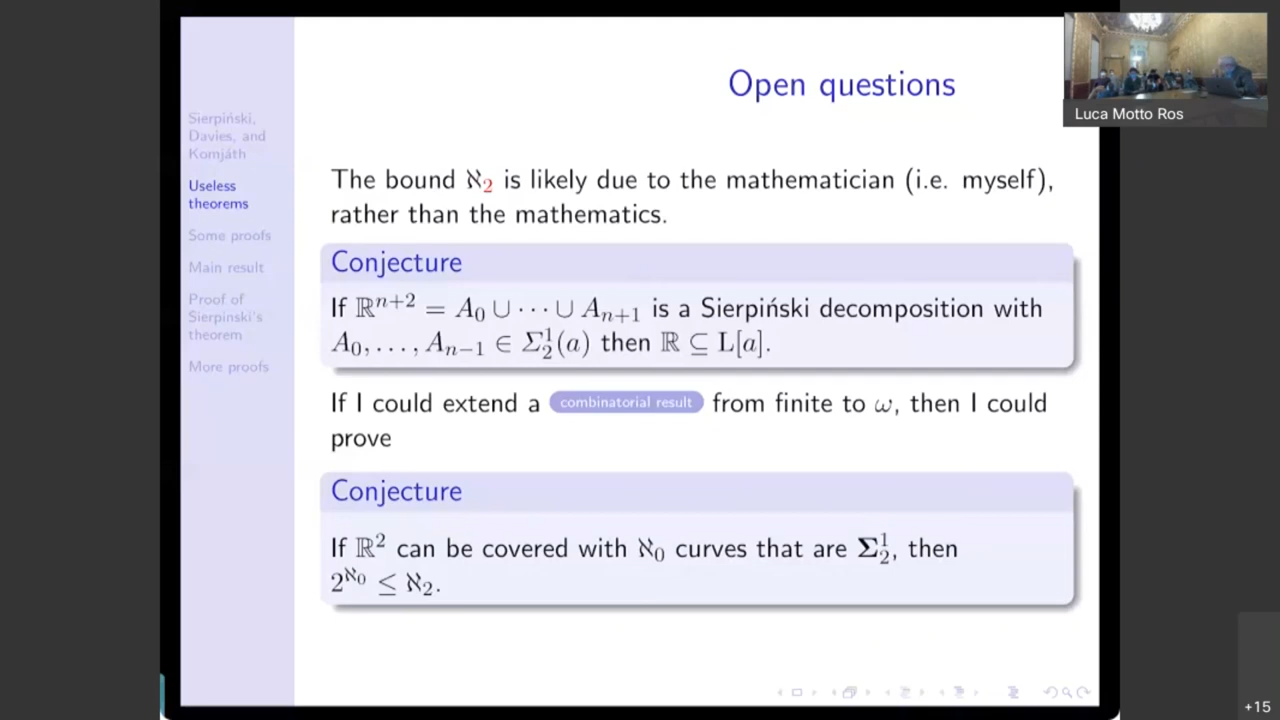 Open questions
Luca Motto Ros
Sierpiński,
Davies, and
Komjáth
Useless
theorems
Some proofs
Main result
Proof of
Sierpinski's
theorem
More proofs
The bound ℵ₂ is likely due to the mathematician (i.e. myself),
rather than the mathematics.
Conjecture
If ℝⁿ⁺² = A₀ ∪ ··· ∪ Aₙ₊₁ is a Sierpiński decomposition with
A₀, . . . , Aₙ₋₁ ∈ Σ¹₂(a) then ℝ ⊆ L[a].
If I could extend a combinatorial result from finite to ω, then I could
prove
Conjecture
If ℝ² can be covered with ℵ₀ curves that are 𝚺¹₂, then
2^ℵ₀ ≤ ℵ₂.
+15